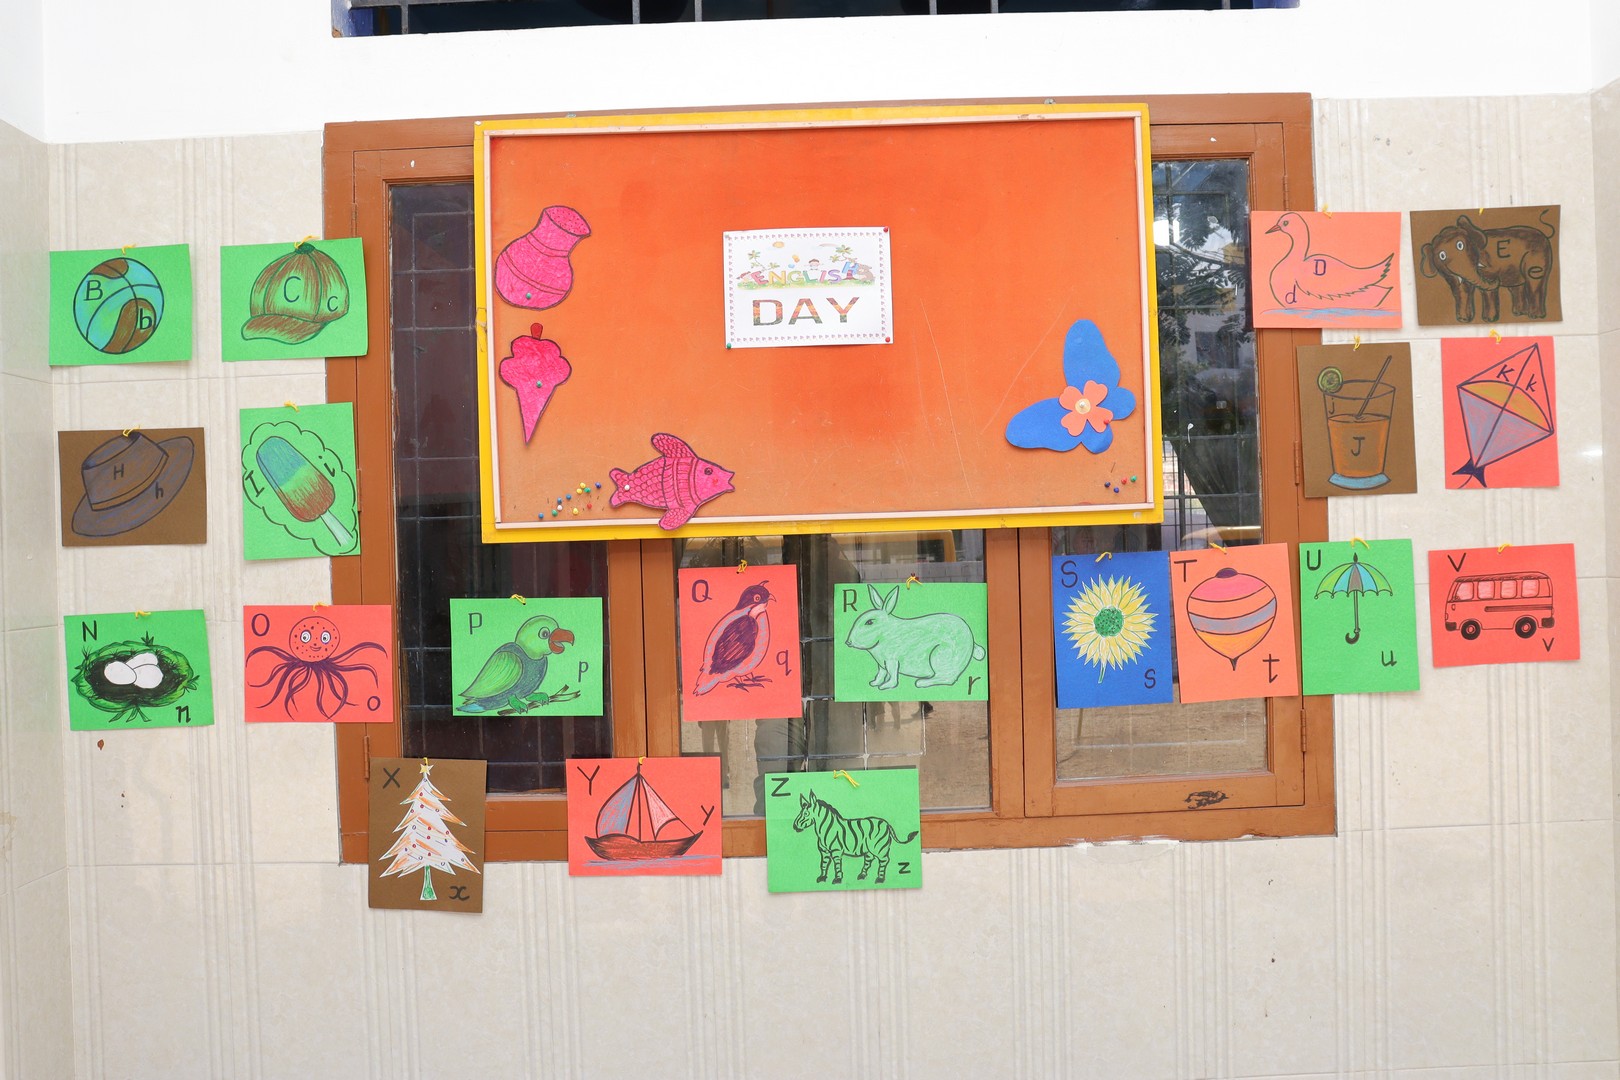 ENGLISH
DAY
B b
C c
D d
E e
H h
I i
J J
K k
N n
O o
P p
Q q
R r
S s
T t
U u
V v
X x
Y y
Z z